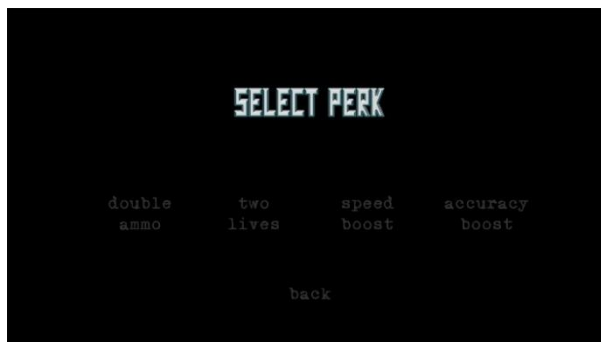 SELECT PERK
double ammo
two lives
speed boost
accuracy boost
back